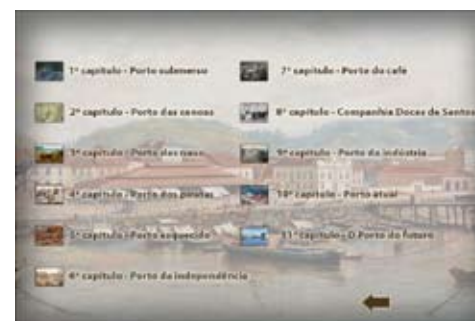 1º capítulo - Porto submerso
2º capítulo - Porto das canoas
3º capítulo - Porto das naus
4º capítulo - Porto dos piratas
5º capítulo - Porto esquecido
6º capítulo - Porto da independência
7º capítulo - Porto do café
8º capítulo - Companhia Docas de Santos
9º capítulo - Porto da indústria
10º capítulo - Porto atual
11º capítulo - O Porto do futuro